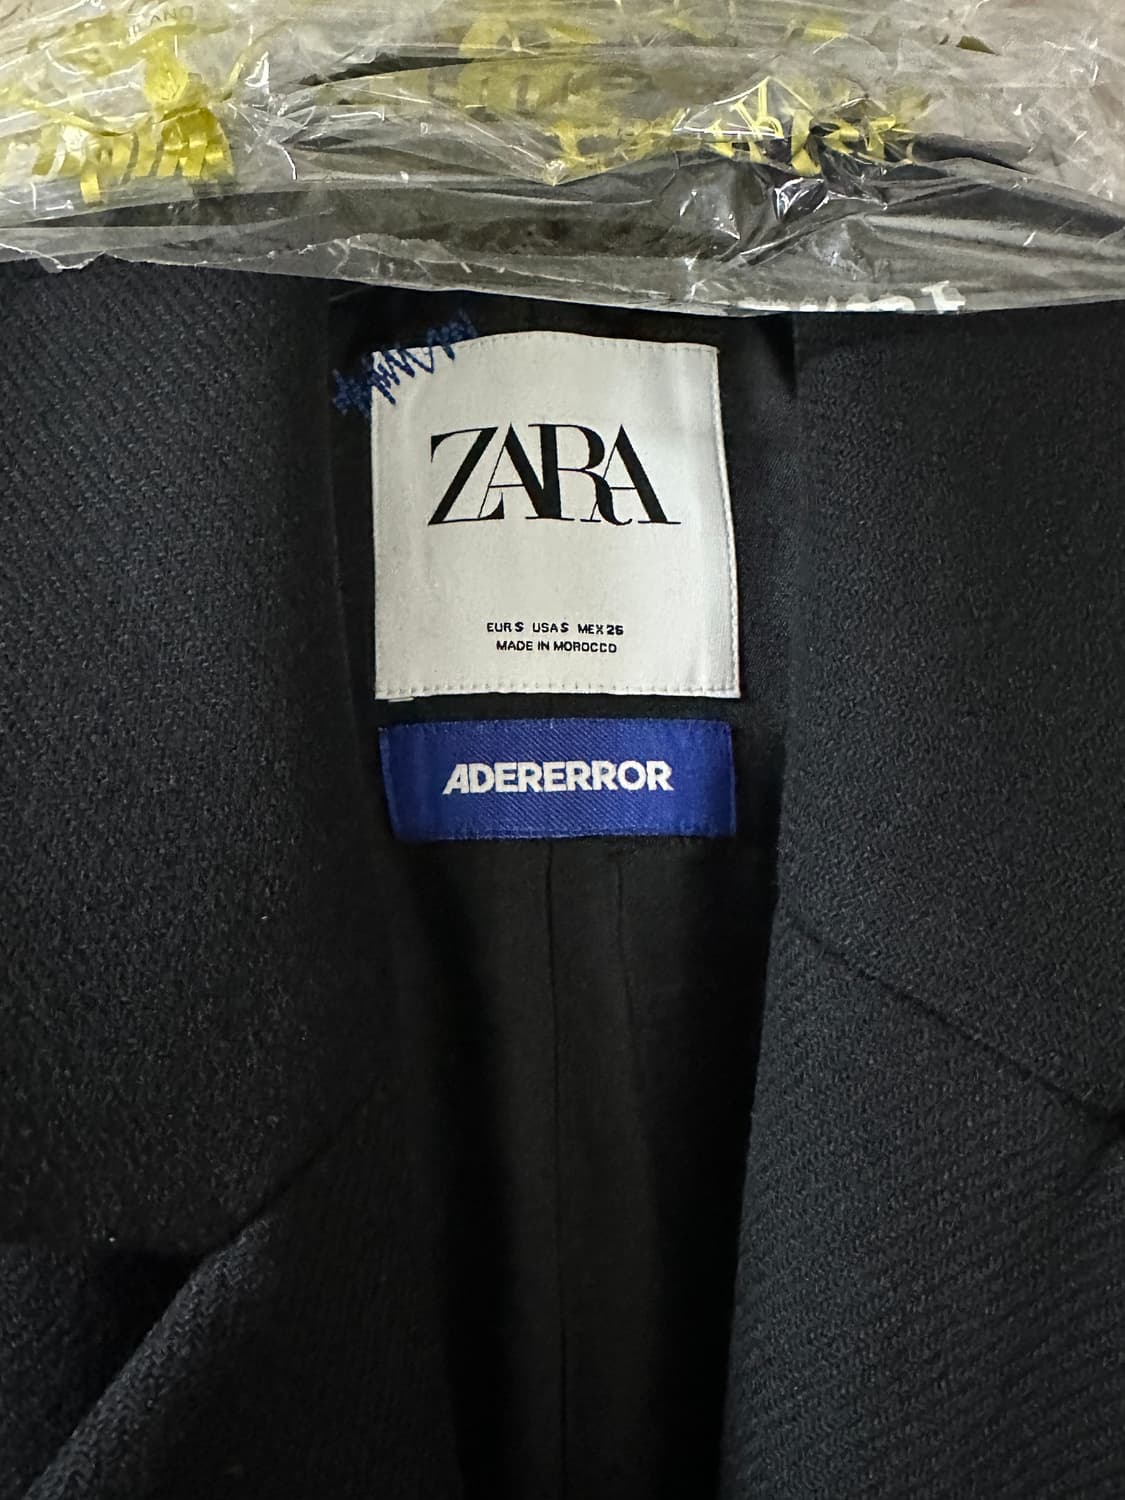 ZARA
EUR S USA S MEX 26
MADE IN MOROCCO
ADERERROR